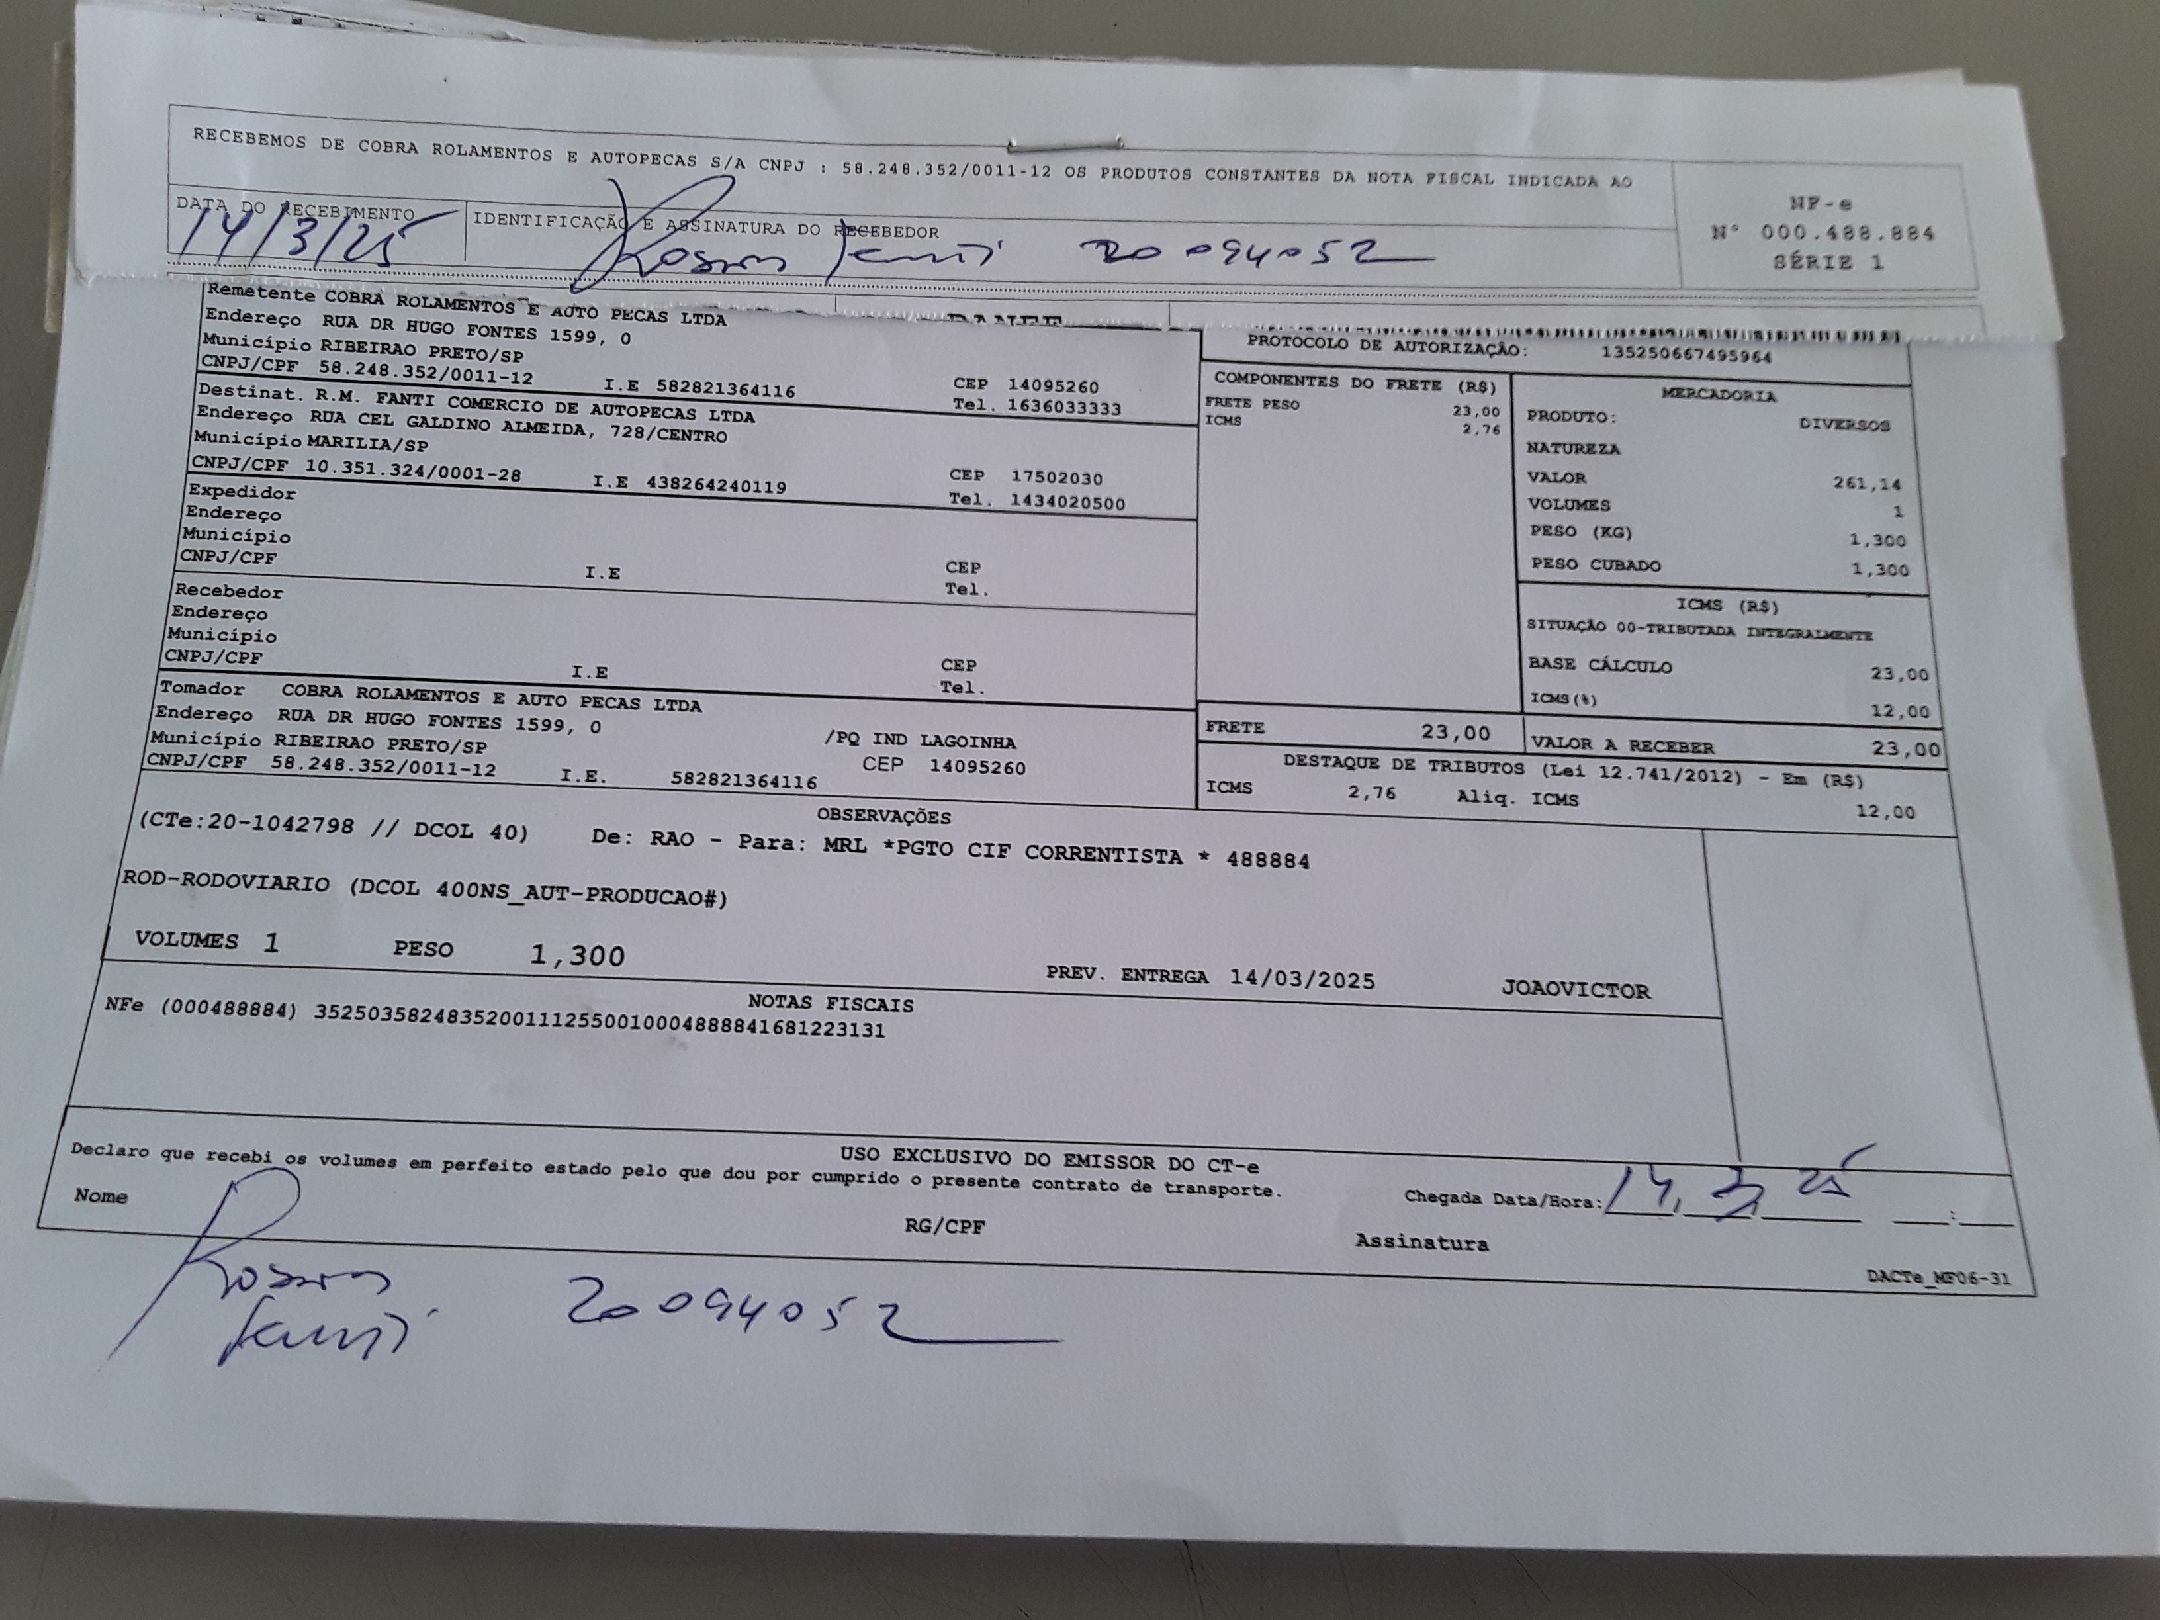 RECEBEMOS DE COBRA ROLAMENTOS E AUTOPECAS S/A CNPJ : 58.248.352/0011-12 OS PRODUTOS CONSTANTES DA NOTA FISCAL INDICADA AO
NF-e
Nº 000.488.884
SÉRIE 1
DATA DO RECEBIMENTO
14/3/25
IDENTIFICAÇÃO E ASSINATURA DO RECEBEDOR
20094052
Remetente COBRA ROLAMENTOS E AUTO PECAS LTDA
Endereço RUA DR HUGO FONTES 1599, 0
Município RIBEIRAO PRETO/SP
CNPJ/CPF 58.248.352/0011-12 I.E 582821364116
CEP 14095260
Tel. 1636033333
Destinat. R.M. FANTI COMERCIO DE AUTOPECAS LTDA
Endereço RUA CEL GALDINO ALMEIDA, 728/CENTRO
Município MARILIA/SP
CNPJ/CPF 10.351.324/0001-28 I.E 438264240119
CEP 17502030
Tel. 1434020500
Expedidor
Endereço
Município
CNPJ/CPF I.E
CEP
Tel.
Recebedor
Endereço
Município
CNPJ/CPF I.E
CEP
Tel.
Tomador COBRA ROLAMENTOS E AUTO PECAS LTDA
Endereço RUA DR HUGO FONTES 1599, 0 /PQ IND LAGOINHA
Município RIBEIRAO PRETO/SP CEP 14095260
CNPJ/CPF 58.248.352/0011-12 I.E. 582821364116
PROTOCOLO DE AUTORIZAÇÃO: 135250667495964
COMPONENTES DO FRETE (R$)
FRETE PESO 23,00
ICMS 2,76
MERCADORIA
PRODUTO: DIVERSOS
NATUREZA
VALOR 261,14
VOLUMES 1
PESO (KG) 1,300
PESO CUBADO 1,300
ICMS (R$)
SITUAÇÃO 00-TRIBUTADA INTEGRALMENTE
BASE CÁLCULO 23,00
ICMS(%) 12,00
FRETE 23,00
VALOR A RECEBER 23,00
DESTAQUE DE TRIBUTOS (Lei 12.741/2012) - Em (R$)
ICMS 2,76 Aliq. ICMS 12,00
OBSERVAÇÕES
(CTe:20-1042798 // DCOL 40) De: RAO - Para: MRL *PGTO CIF CORRENTISTA * 488884
ROD-RODOVIARIO (DCOL 400NS_AUT-PRODUCAO#)
VOLUMES 1 PESO 1,300
PREV. ENTREGA 14/03/2025 JOAOVICTOR
NOTAS FISCAIS
NFe (000488884) 35250358248352001112550010004888841681223131
USO EXCLUSIVO DO EMISSOR DO CT-e
Declaro que recebi os volumes em perfeito estado pelo que dou por cumprido o presente contrato de transporte.
Chegada Data/Hora: 14, 3, 25
Nome
RG/CPF
Assinatura
DACTe_MF06-31
20094052